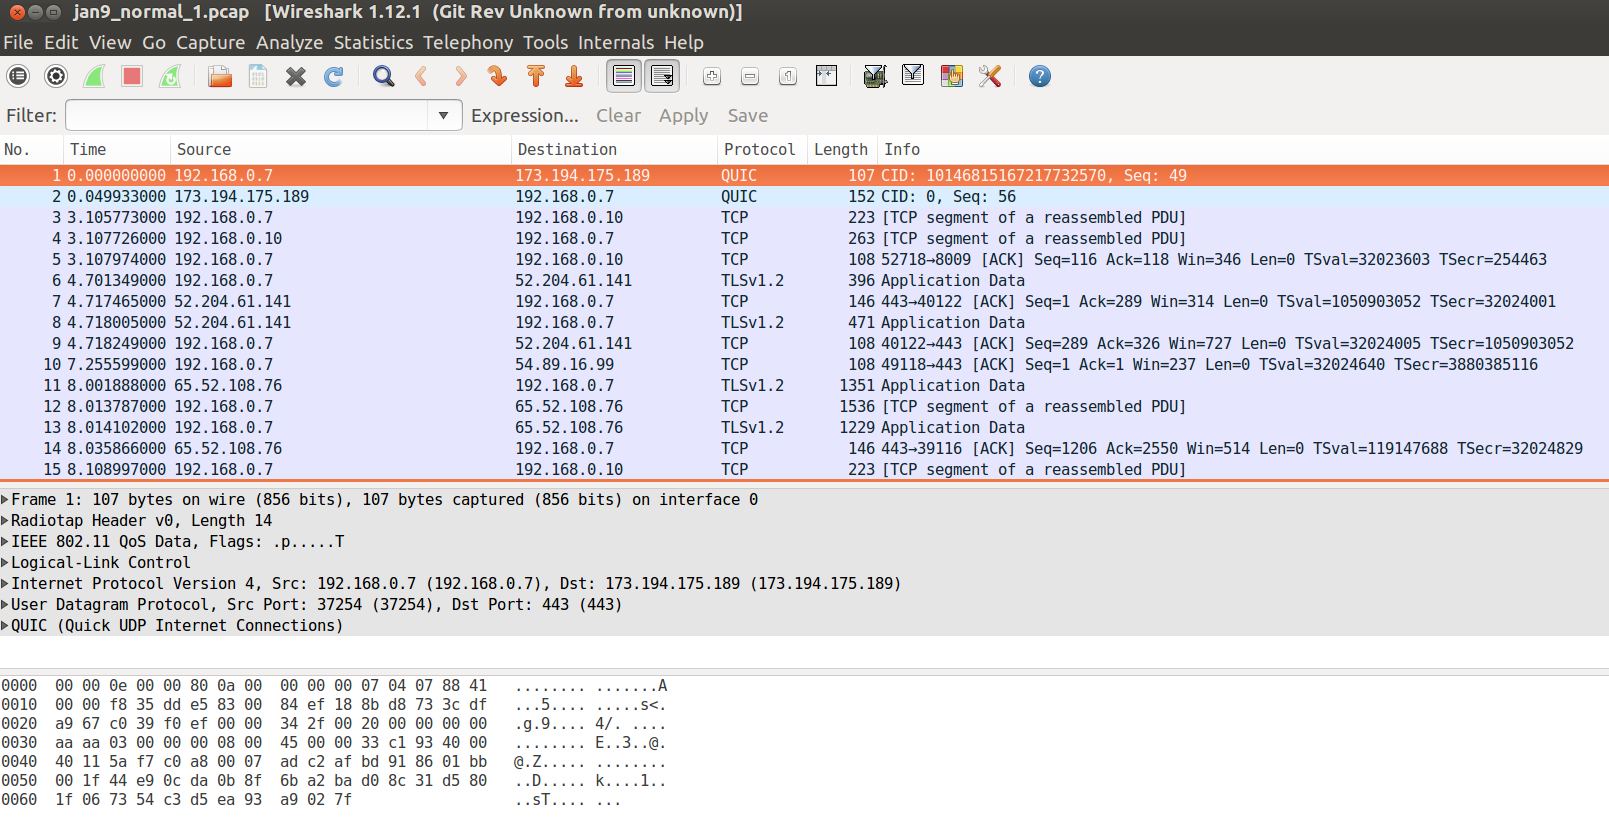 jan9_normal_1.pcap [Wireshark 1.12.1 (Git Rev Unknown from unknown)]
File Edit View Go Capture Analyze Statistics Telephony Tools Internals Help
Filter: Expression... Clear Apply Save
No. Time Source Destination Protocol Length Info
1 0.000000000 192.168.0.7 173.194.175.189 QUIC 107 CID: 10146815167217732570, Seq: 49
2 0.049933000 173.194.175.189 192.168.0.7 QUIC 152 CID: 0, Seq: 56
3 3.105773000 192.168.0.7 192.168.0.10 TCP 223 [TCP segment of a reassembled PDU]
4 3.107726000 192.168.0.10 192.168.0.7 TCP 263 [TCP segment of a reassembled PDU]
5 3.107974000 192.168.0.7 192.168.0.10 TCP 108 52718→8009 [ACK] Seq=116 Ack=118 Win=346 Len=0 TSval=32023603 TSecr=254463
6 4.701349000 192.168.0.7 52.204.61.141 TLSv1.2 396 Application Data
7 4.717465000 52.204.61.141 192.168.0.7 TCP 146 443→40122 [ACK] Seq=1 Ack=289 Win=314 Len=0 TSval=1050903052 TSecr=32024001
8 4.718005000 52.204.61.141 192.168.0.7 TLSv1.2 471 Application Data
9 4.718249000 192.168.0.7 52.204.61.141 TCP 108 40122→443 [ACK] Seq=289 Ack=326 Win=727 Len=0 TSval=32024005 TSecr=1050903052
10 7.255599000 192.168.0.7 54.89.16.99 TCP 108 49118→443 [ACK] Seq=1 Ack=1 Win=237 Len=0 TSval=32024640 TSecr=3880385116
11 8.001888000 65.52.108.76 192.168.0.7 TLSv1.2 1351 Application Data
12 8.013787000 192.168.0.7 65.52.108.76 TCP 1536 [TCP segment of a reassembled PDU]
13 8.014102000 192.168.0.7 65.52.108.76 TLSv1.2 1229 Application Data
14 8.035866000 65.52.108.76 192.168.0.7 TCP 146 443→39116 [ACK] Seq=1206 Ack=2550 Win=514 Len=0 TSval=119147688 TSecr=32024829
15 8.108997000 192.168.0.7 192.168.0.10 TCP 223 [TCP segment of a reassembled PDU]
Frame 1: 107 bytes on wire (856 bits), 107 bytes captured (856 bits) on interface 0
Radiotap Header v0, Length 14
IEEE 802.11 QoS Data, Flags: .p.....T
Logical-Link Control
Internet Protocol Version 4, Src: 192.168.0.7 (192.168.0.7), Dst: 173.194.175.189 (173.194.175.189)
User Datagram Protocol, Src Port: 37254 (37254), Dst Port: 443 (443)
QUIC (Quick UDP Internet Connections)
0000 00 00 0e 00 00 80 0a 00 00 00 00 07 04 07 88 41 ........ .......A
0010 00 00 f8 35 dd e5 83 00 84 ef 18 8b d8 73 3c df ...5.... .....s<.
0020 a9 67 c0 39 f0 ef 00 00 34 2f 00 20 00 00 00 00 .g.9.... 4/. ....
0030 aa aa 03 00 00 00 08 00 45 00 00 33 c1 93 40 00 ........ E..3..@.
0040 40 11 5a f7 c0 a8 00 07 ad c2 af bd 91 86 01 bb @.Z..... ........
0050 00 1f 44 e9 0c da 0b 8f 6b a2 ba d0 8c 31 d5 80 ..D..... k....1..
0060 1f 06 73 54 c3 d5 ea 93 a9 02 7f ..sT.... ...